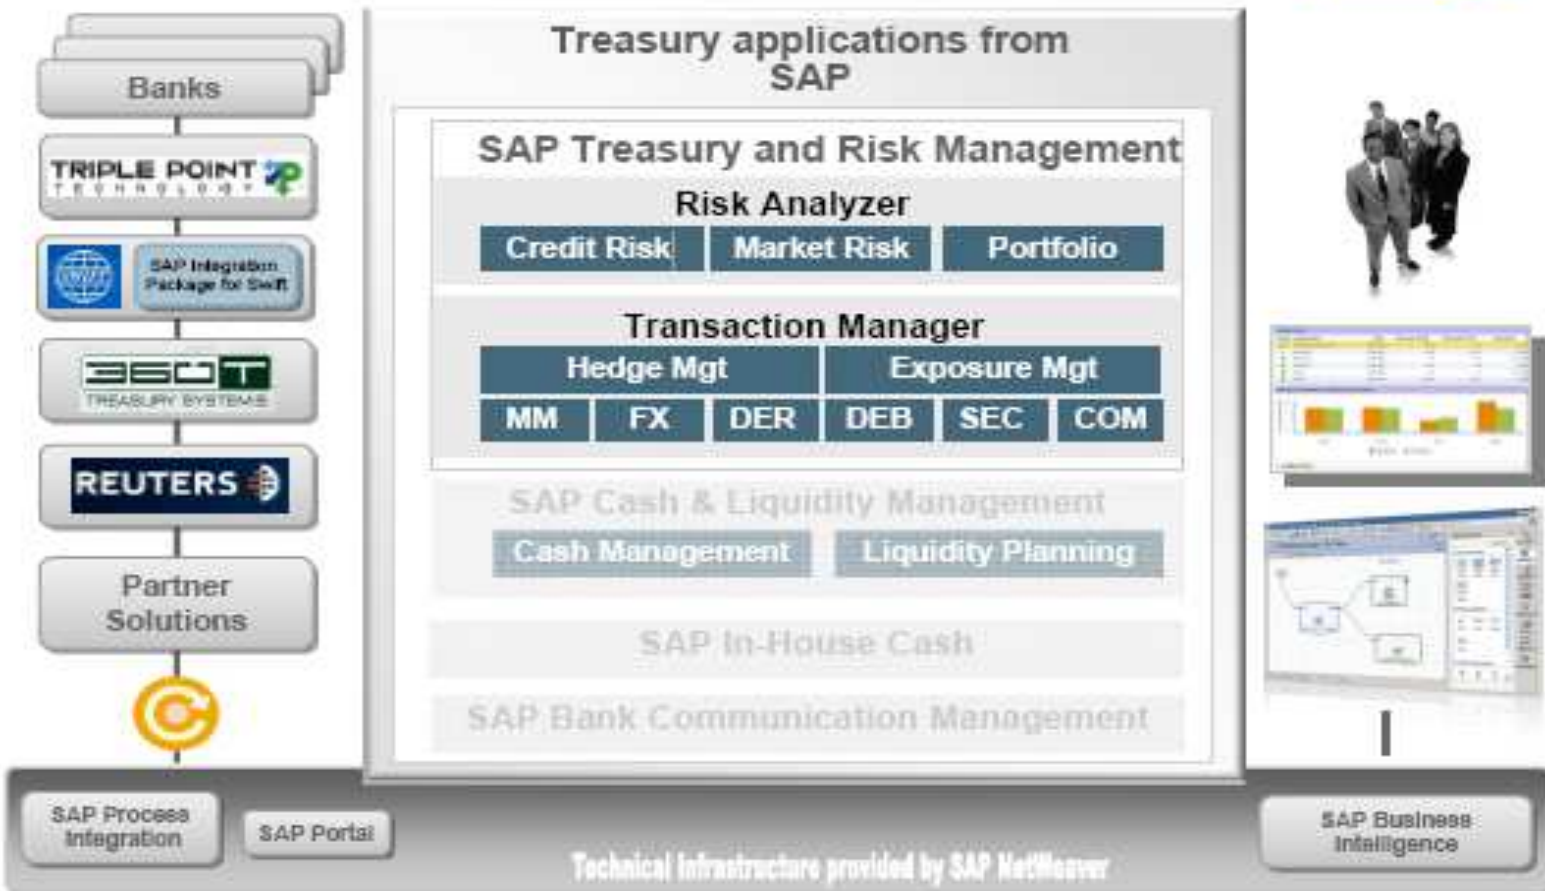 Banks
TRIPLE POINT
TECHNOLOGY
SWIFT
SAP Integration
Package for Swift
360T
TREASURY SYSTEMS
REUTERS
Partner
Solutions
Treasury applications from
SAP
SAP Treasury and Risk Management
Risk Analyzer
Credit Risk
Market Risk
Portfolio
Transaction Manager
Hedge Mgt
Exposure Mgt
MM
FX
DER
DEB
SEC
COM
SAP Cash & Liquidity Management
Cash Management
Liquidity Planning
SAP In-House Cash
SAP Bank Communication Management
SAP Process
Integration
SAP Portal
Technical Infrastructure provided by SAP NetWeaver
SAP Business
Intelligence